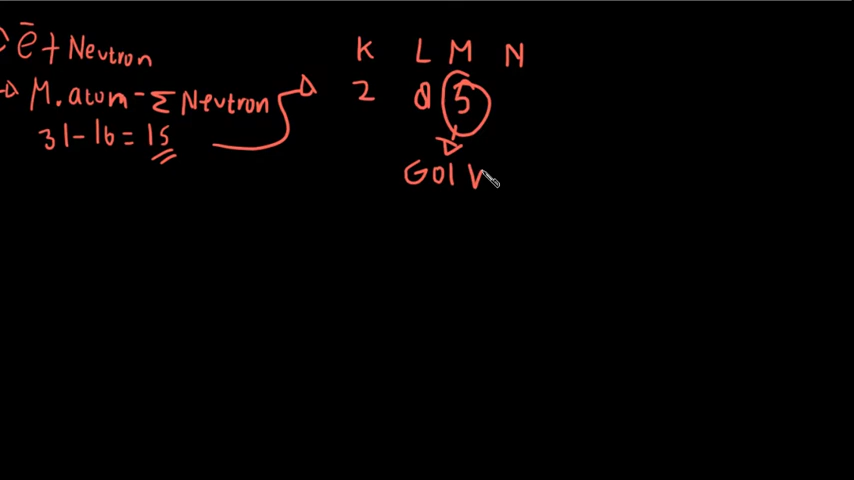 ē + Neutron
M. atom - Σ Neutron
31 - 16 = 15
K L M N
2 8 5
Gol V